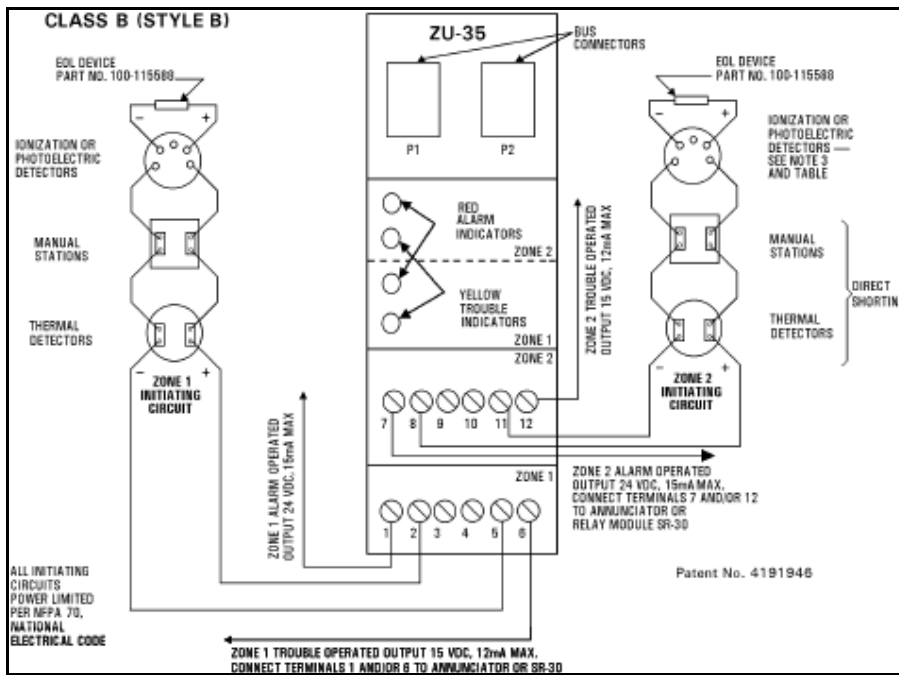 CLASS B (STYLE B)
EOL DEVICE
PART NO. 100-115588
IONIZATION OR
PHOTOELECTRIC
DETECTORS
MANUAL
STATIONS
THERMAL
DETECTORS
- +
- +
ZONE 1
INITIATING
CIRCUIT
ZU-35
BUS
CONNECTORS
P1 P2
RED
ALARM
INDICATORS
ZONE 2
YELLOW
TROUBLE
INDICATORS
ZONE 1
ZONE 2
7 8 9 10 11 12
ZONE 1
1 2 3 4 5 6
ZONE 1 ALARM OPERATED
OUTPUT 24 VDC, 15mA MAX
ZONE 2 TROUBLE OPERATED
OUTPUT 15 VDC, 12mA MAX
EOL DEVICE
PART NO. 100-115588
- +
IONIZATION OR
PHOTOELECTRIC
DETECTORS —
SEE NOTE 3
AND TABLE
MANUAL
STATIONS
DIRECT
SHORTIN
THERMAL
DETECTORS
- +
ZONE 2
INITIATING
CIRCUIT
ZONE 2 ALARM OPERATED
OUTPUT 24 VDC, 15mA MAX.
CONNECT TERMINALS 7 AND/OR 12
TO ANNUNCIATOR OR
RELAY MODULE SR-30
Patent No. 4191946
ALL INITIATING
CIRCUITS
POWER LIMITED
PER NFPA 70,
NATIONAL
ELECTRICAL CODE
ZONE 1 TROUBLE OPERATED OUTPUT 15 VDC, 12mA MAX.
CONNECT TERMINALS 1 AND/OR 6 TO ANNUNCIATOR OR SR-30